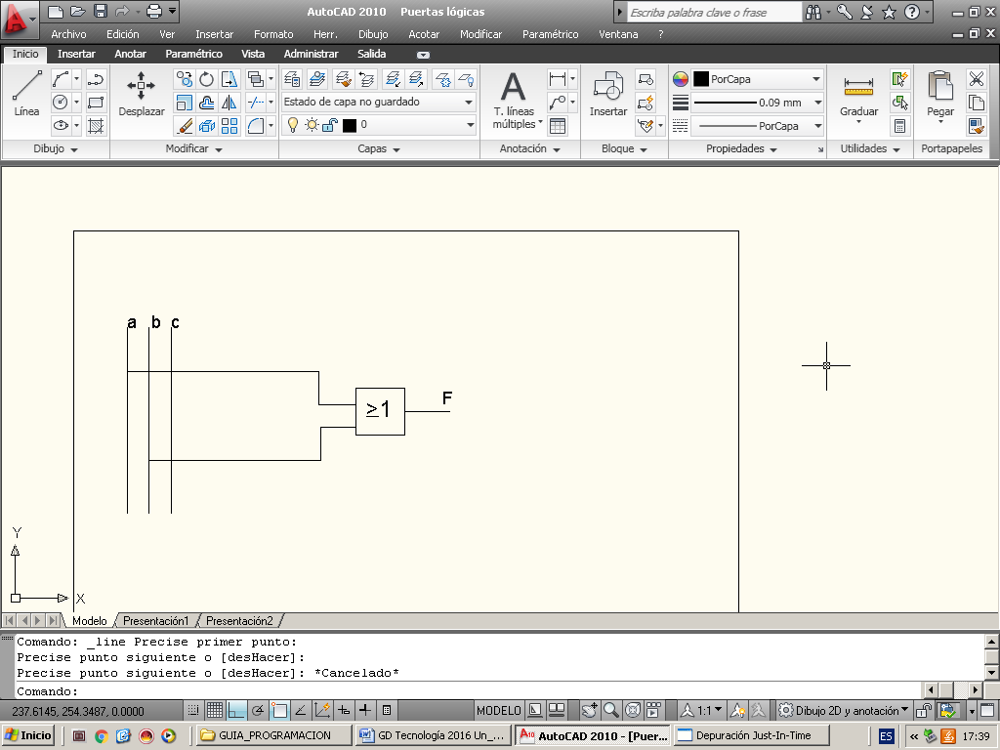 AutoCAD 2010 Puertas lógicas
Escriba palabra clave o frase
Archivo Edición Ver Insertar Formato Herr. Dibujo Acotar Modificar Paramétrico Ventana ?
Inicio Insertar Anotar Paramétrico Vista Administrar Salida
Línea
Desplazar
Estado de capa no guardado
0
A
T. líneas múltiples
Insertar
PorCapa
0.09 mm
PorCapa
Graduar
Pegar
Dibujo Modificar Capas Anotación Bloque Propiedades Utilidades Portapapeles
a b c
≥1
F
Y
X
Modelo Presentación1 Presentación2
Comando: _line Precise primer punto:
Precise punto siguiente o [desHacer]:
Precise punto siguiente o [desHacer]: *Cancelado*
Comando:
237.6145, 254.3487, 0.0000
MODELO
1:1
Dibujo 2D y anotación
Inicio
GUIA_PROGRAMACION
GD Tecnología 2016 Un_...
AutoCAD 2010 - [Puer...
Depuración Just-In-Time
ES
17:39